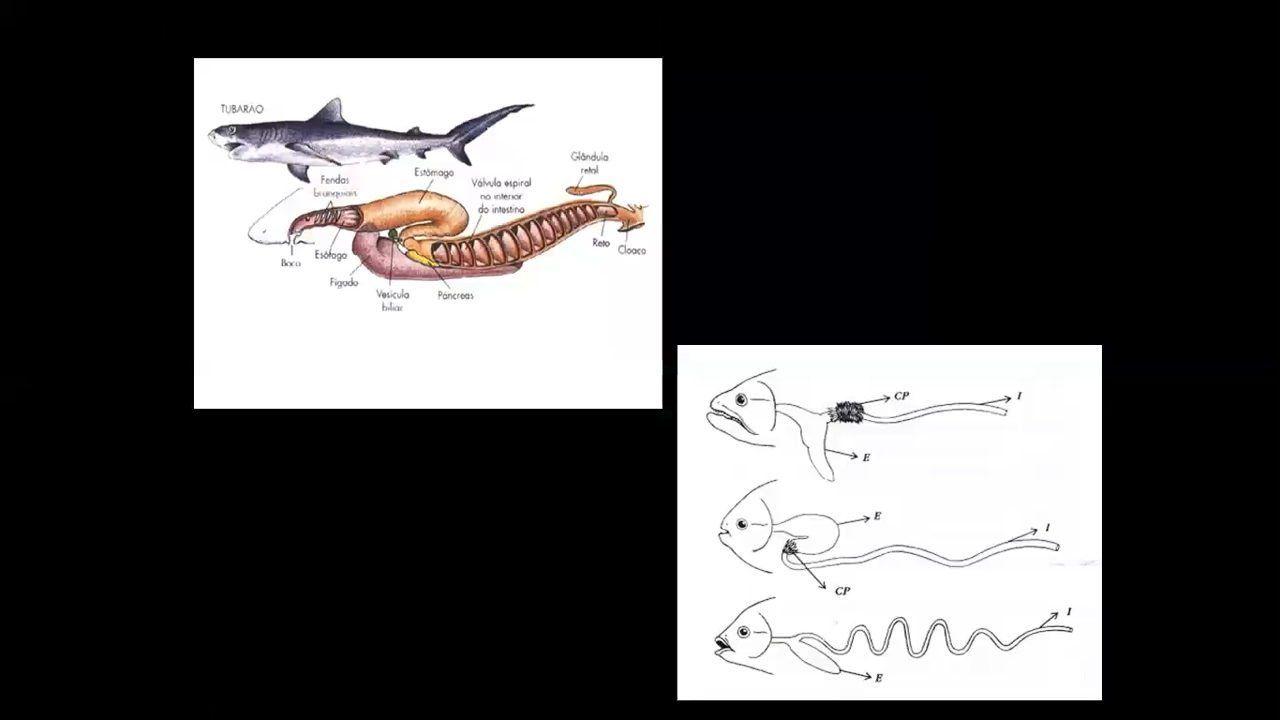 TUBARAO
Glândula
retal
Fendas
branquiais
Estômago
Válvula espiral
no interior
do intestino
Boca
Esôfago
Fígado
Vesícula
biliar
Pâncreas
Reto
Cloaca
CP
I
E
E
I
CP
I
E